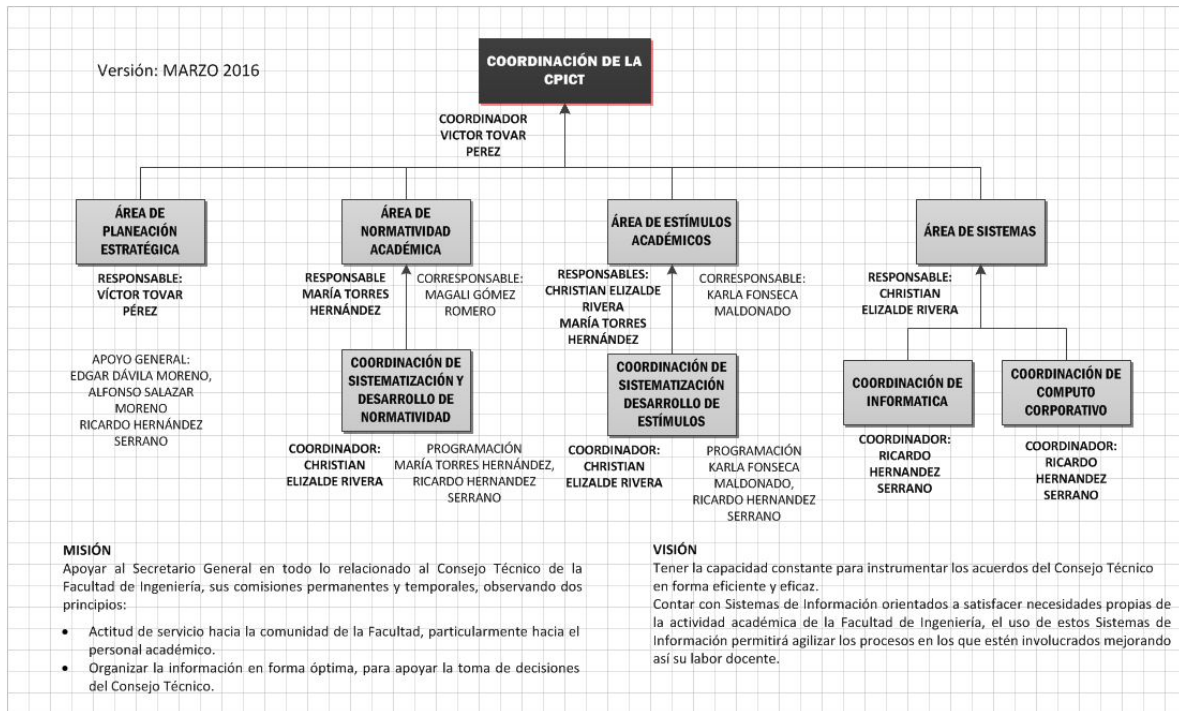 Versión: MARZO 2016
COORDINACIÓN DE LA
CPICT
COORDINADOR
VICTOR TOVAR
PEREZ
ÁREA DE
PLANEACIÓN
ESTRATÉGICA
RESPONSABLE:
VÍCTOR TOVAR
PÉREZ
APOYO GENERAL:
EDGAR DÁVILA MORENO,
ALFONSO SALAZAR
MORENO
RICARDO HERNÁNDEZ
SERRANO
ÁREA DE
NORMATIVIDAD
ACADÉMICA
RESPONSABLE
MARÍA TORRES
HERNÁNDEZ
CORRESPONSABLE:
MAGALI GÓMEZ
ROMERO
COORDINACIÓN DE
SISTEMATIZACIÓN Y
DESARROLLO DE
NORMATIVIDAD
COORDINADOR:
CHRISTIAN
ELIZALDE RIVERA
PROGRAMACIÓN
MARÍA TORRES HERNÁNDEZ,
RICARDO HERNANDEZ
SERRANO
ÁREA DE ESTÍMULOS
ACADÉMICOS
RESPONSABLES:
CHRISTIAN ELIZALDE
RIVERA
MARÍA TORRES
HERNÁNDEZ
CORRESPONSABLE:
KARLA FONSECA
MALDONADO
COORDINACIÓN DE
SISTEMATIZACIÓN
DESARROLLO DE
ESTÍMULOS
COORDINADOR:
CHRISTIAN
ELIZALDE RIVERA
PROGRAMACIÓN
KARLA FONSECA
MALDONADO,
RICARDO HERNANDEZ
SERRANO
ÁREA DE SISTEMAS
RESPONSABLE:
CHRISTIAN
ELIZALDE RIVERA
COORDINACIÓN DE
INFORMATICA
COORDINADOR:
RICARDO
HERNANDEZ
SERRANO
COORDINACIÓN DE
COMPUTO
CORPORATIVO
COORDINADOR:
RICARDO
HERNANDEZ
SERRANO
MISIÓN
Apoyar al Secretario General en todo lo relacionado al Consejo Técnico de la
Facultad de Ingeniería, sus comisiones permanentes y temporales, observando dos
principios:
• Actitud de servicio hacia la comunidad de la Facultad, particularmente hacia el
personal académico.
• Organizar la información en forma óptima, para apoyar la toma de decisiones
del Consejo Técnico.
VISIÓN
Tener la capacidad constante para instrumentar los acuerdos del Consejo Técnico
en forma eficiente y eficaz.
Contar con Sistemas de Información orientados a satisfacer necesidades propias de
la actividad académica de la Facultad de Ingeniería, el uso de estos Sistemas de
Información permitirá agilizar los procesos en los que estén involucrados mejorando
así su labor docente.